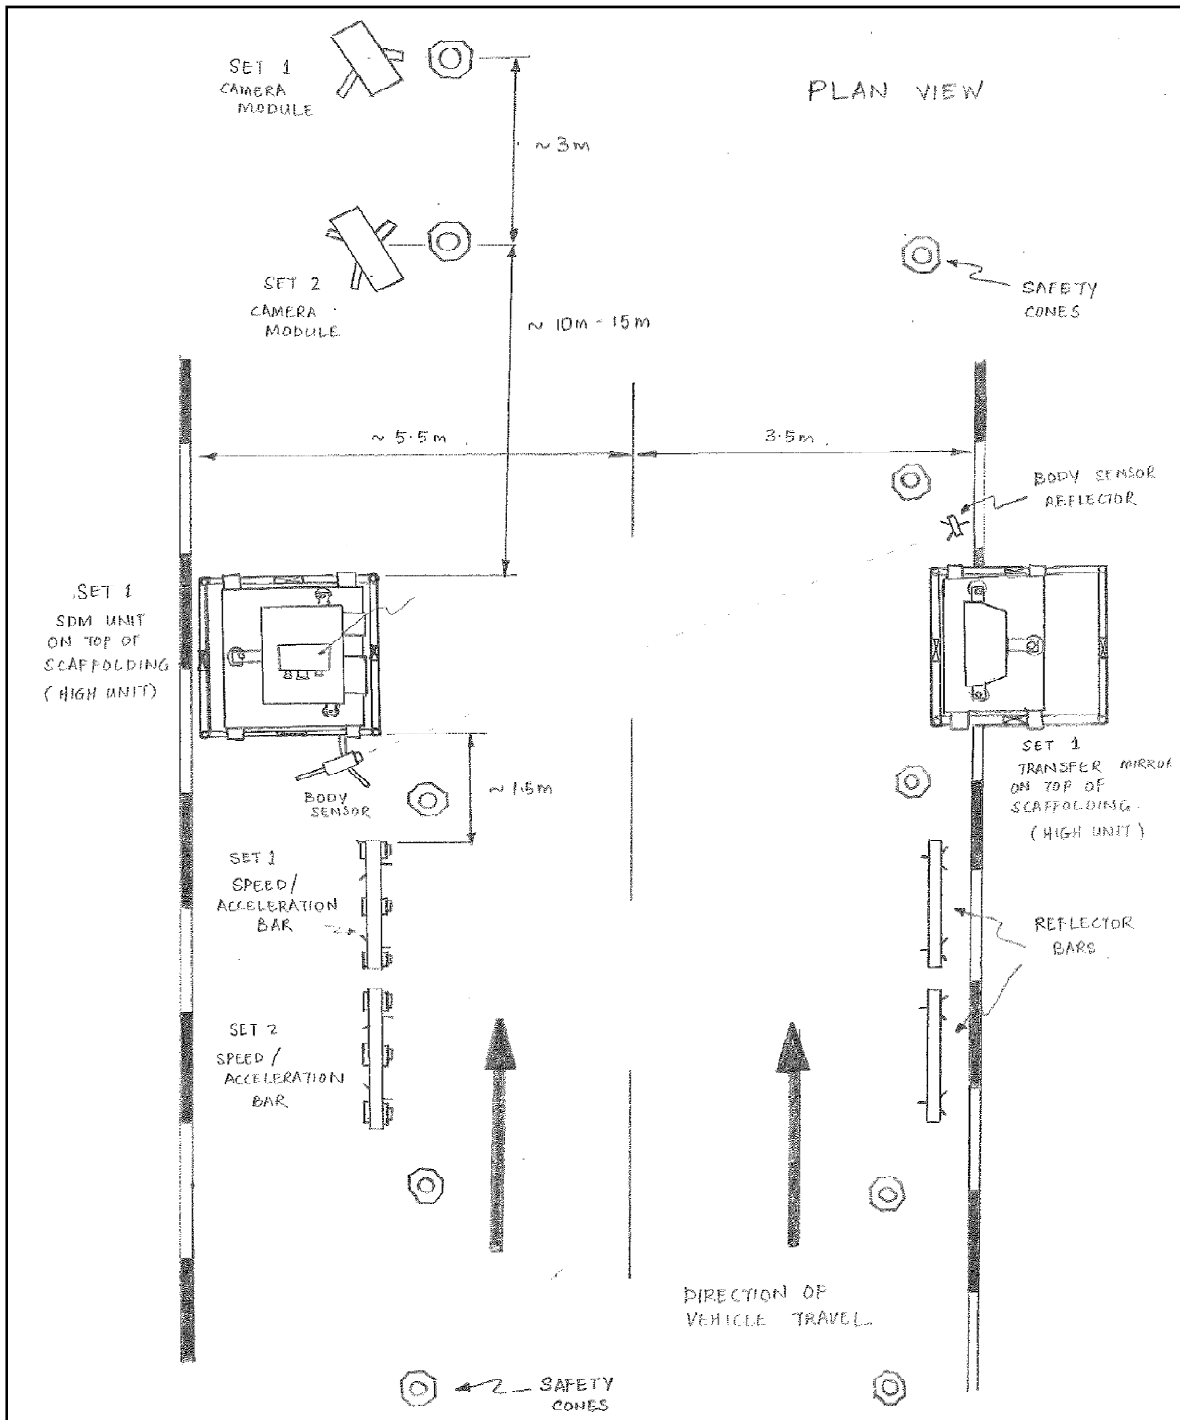 PLAN VIEW
SET 1
CAMERA
MODULE
~ 3m
SET 2
CAMERA
MODULE
SAFETY
CONES
~ 10m - 15m
~ 5.5m
3.5m
BODY SENSOR
REFLECTOR
SET 1
SDM UNIT
ON TOP OF
SCAFFOLDING
(HIGH UNIT)
SET 1
TRANSFER MIRROR
ON TOP OF
SCAFFOLDING
(HIGH UNIT)
BODY
SENSOR
~ 1.5m
SET 1
SPEED/
ACCELERATION
BAR
REFLECTOR
BARS
SET 2
SPEED/
ACCELERATION
BAR
DIRECTION OF
VEHICLE TRAVEL
SAFETY
CONES